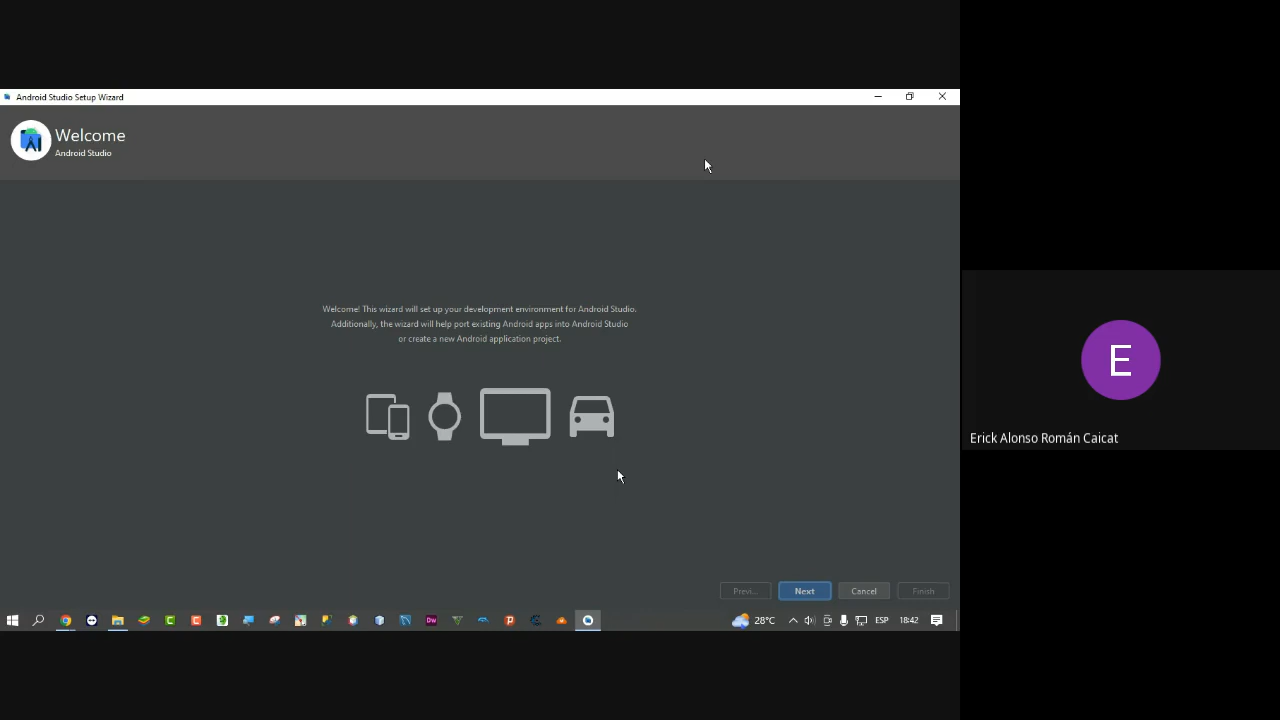 Android Studio Setup Wizard
Welcome
Android Studio
Welcome! This wizard will set up your development environment for Android Studio.
Additionally, the wizard will help port existing Android apps into Android Studio
or create a new Android application project.
Previ...
Next
Cancel
Finish
Dw
28°C
ESP
18:42
E
Erick Alonso Román Caicat